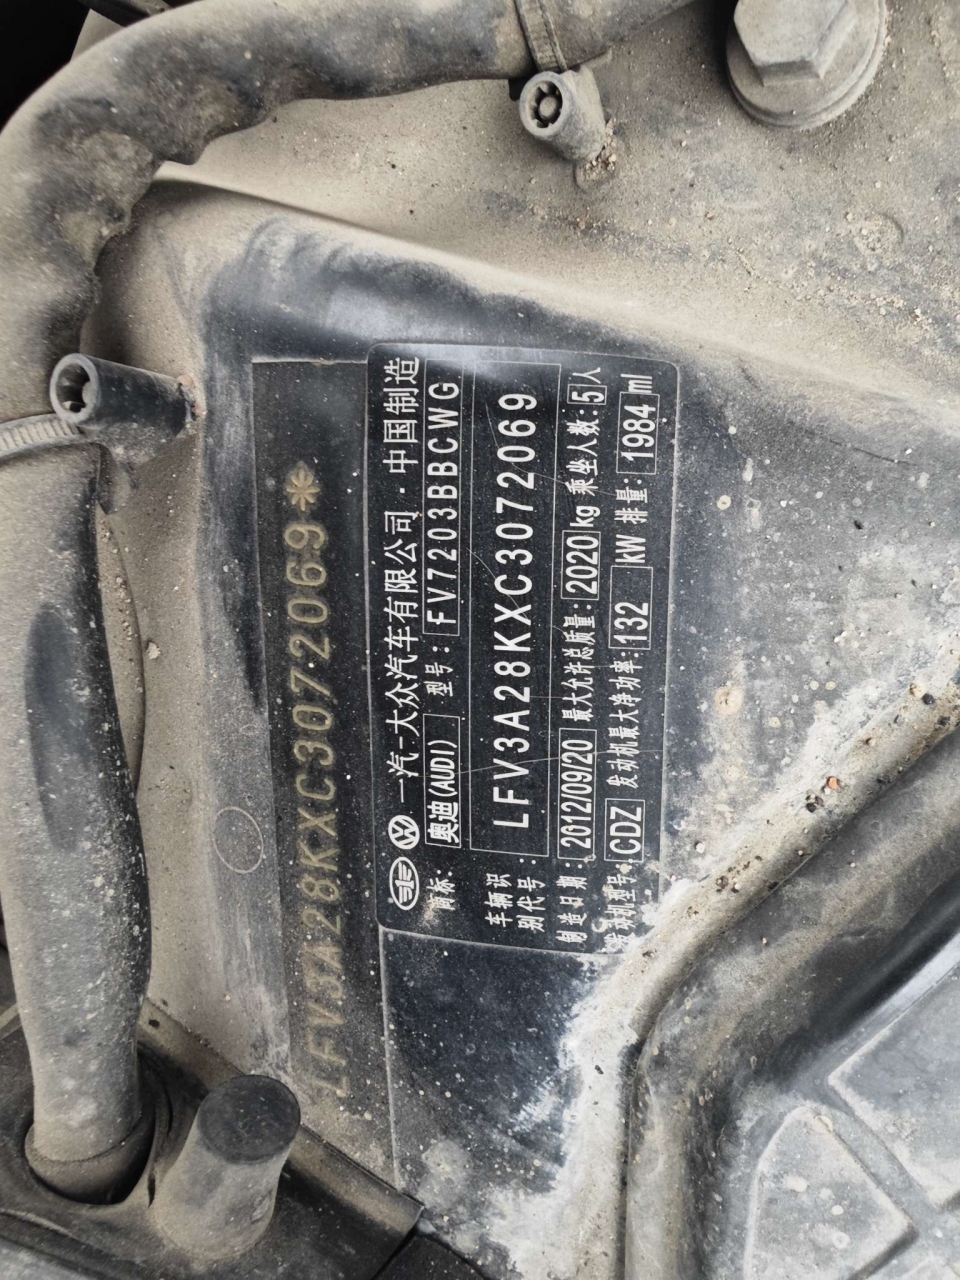 LFV3A28KXC3072069*
一汽-大众汽车有限公司 · 中国制造
商标: 奥迪(AUDI) 型号: FV7203BBCWG
车辆识别代号: LFV3A28KXC3072069
制造日期: 2012/09/20 最大允许总质量: 2020 kg 乘坐人数: 5 人
发动机型号: CDZ 发动机最大净功率: 132 kW 排量: 1984 ml